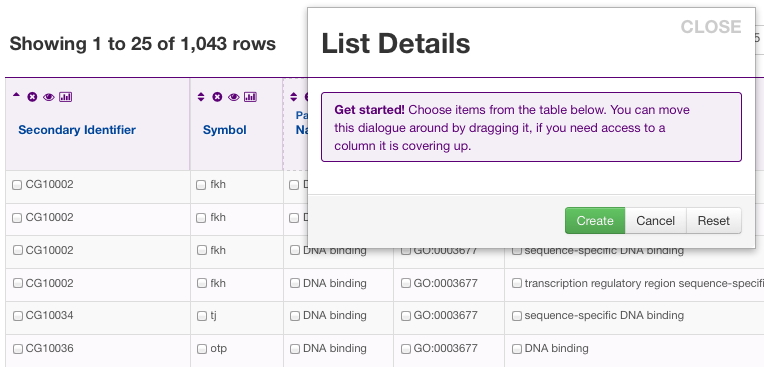 CLOSE
Showing 1 to 25 of 1,043 rows
List Details
5
Get started! Choose items from the table below. You can move
this dialogue around by dragging it, if you need access to a
column it is covering up.
Create Cancel Reset
Pa
Secondary Identifier Symbol Na
CG10002 fkh D
CG10002 fkh D
CG10002 fkh DNA binding GO:0003677 sequence-specific DNA binding
CG10002 fkh DNA binding GO:0003677 transcription regulatory region sequence-specifi
CG10034 tj DNA binding GO:0003677 sequence-specific DNA binding
CG10036 otp DNA binding GO:0003677 DNA binding